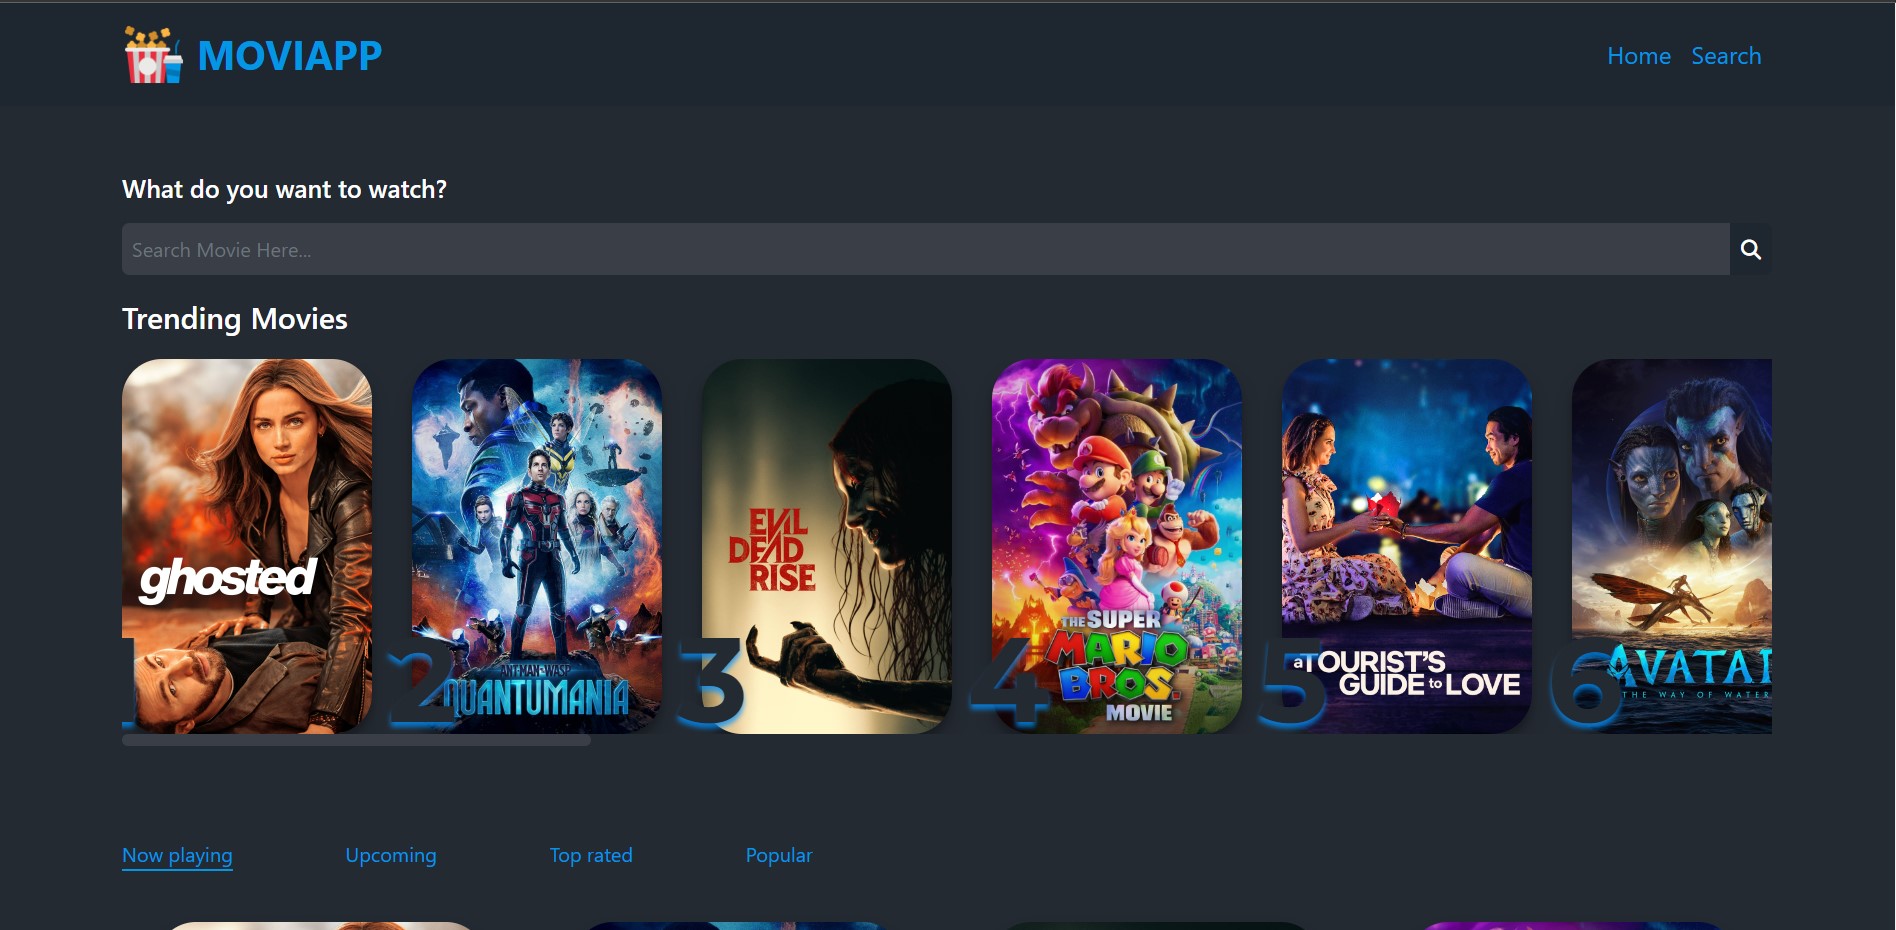 MOVIAPP
Home Search
What do you want to watch?
Search Movie Here...
Trending Movies
ghosted
1
ANT-MAN AND THE WASP
QUANTUMANIA
2
EVIL
DEAD
RISE
3
THE SUPER
MARIO
BROS.
MOVIE
4
a TOURIST'S
GUIDE to LOVE
5
AVATAR
THE WAY OF WATER
6
Now playing Upcoming Top rated Popular